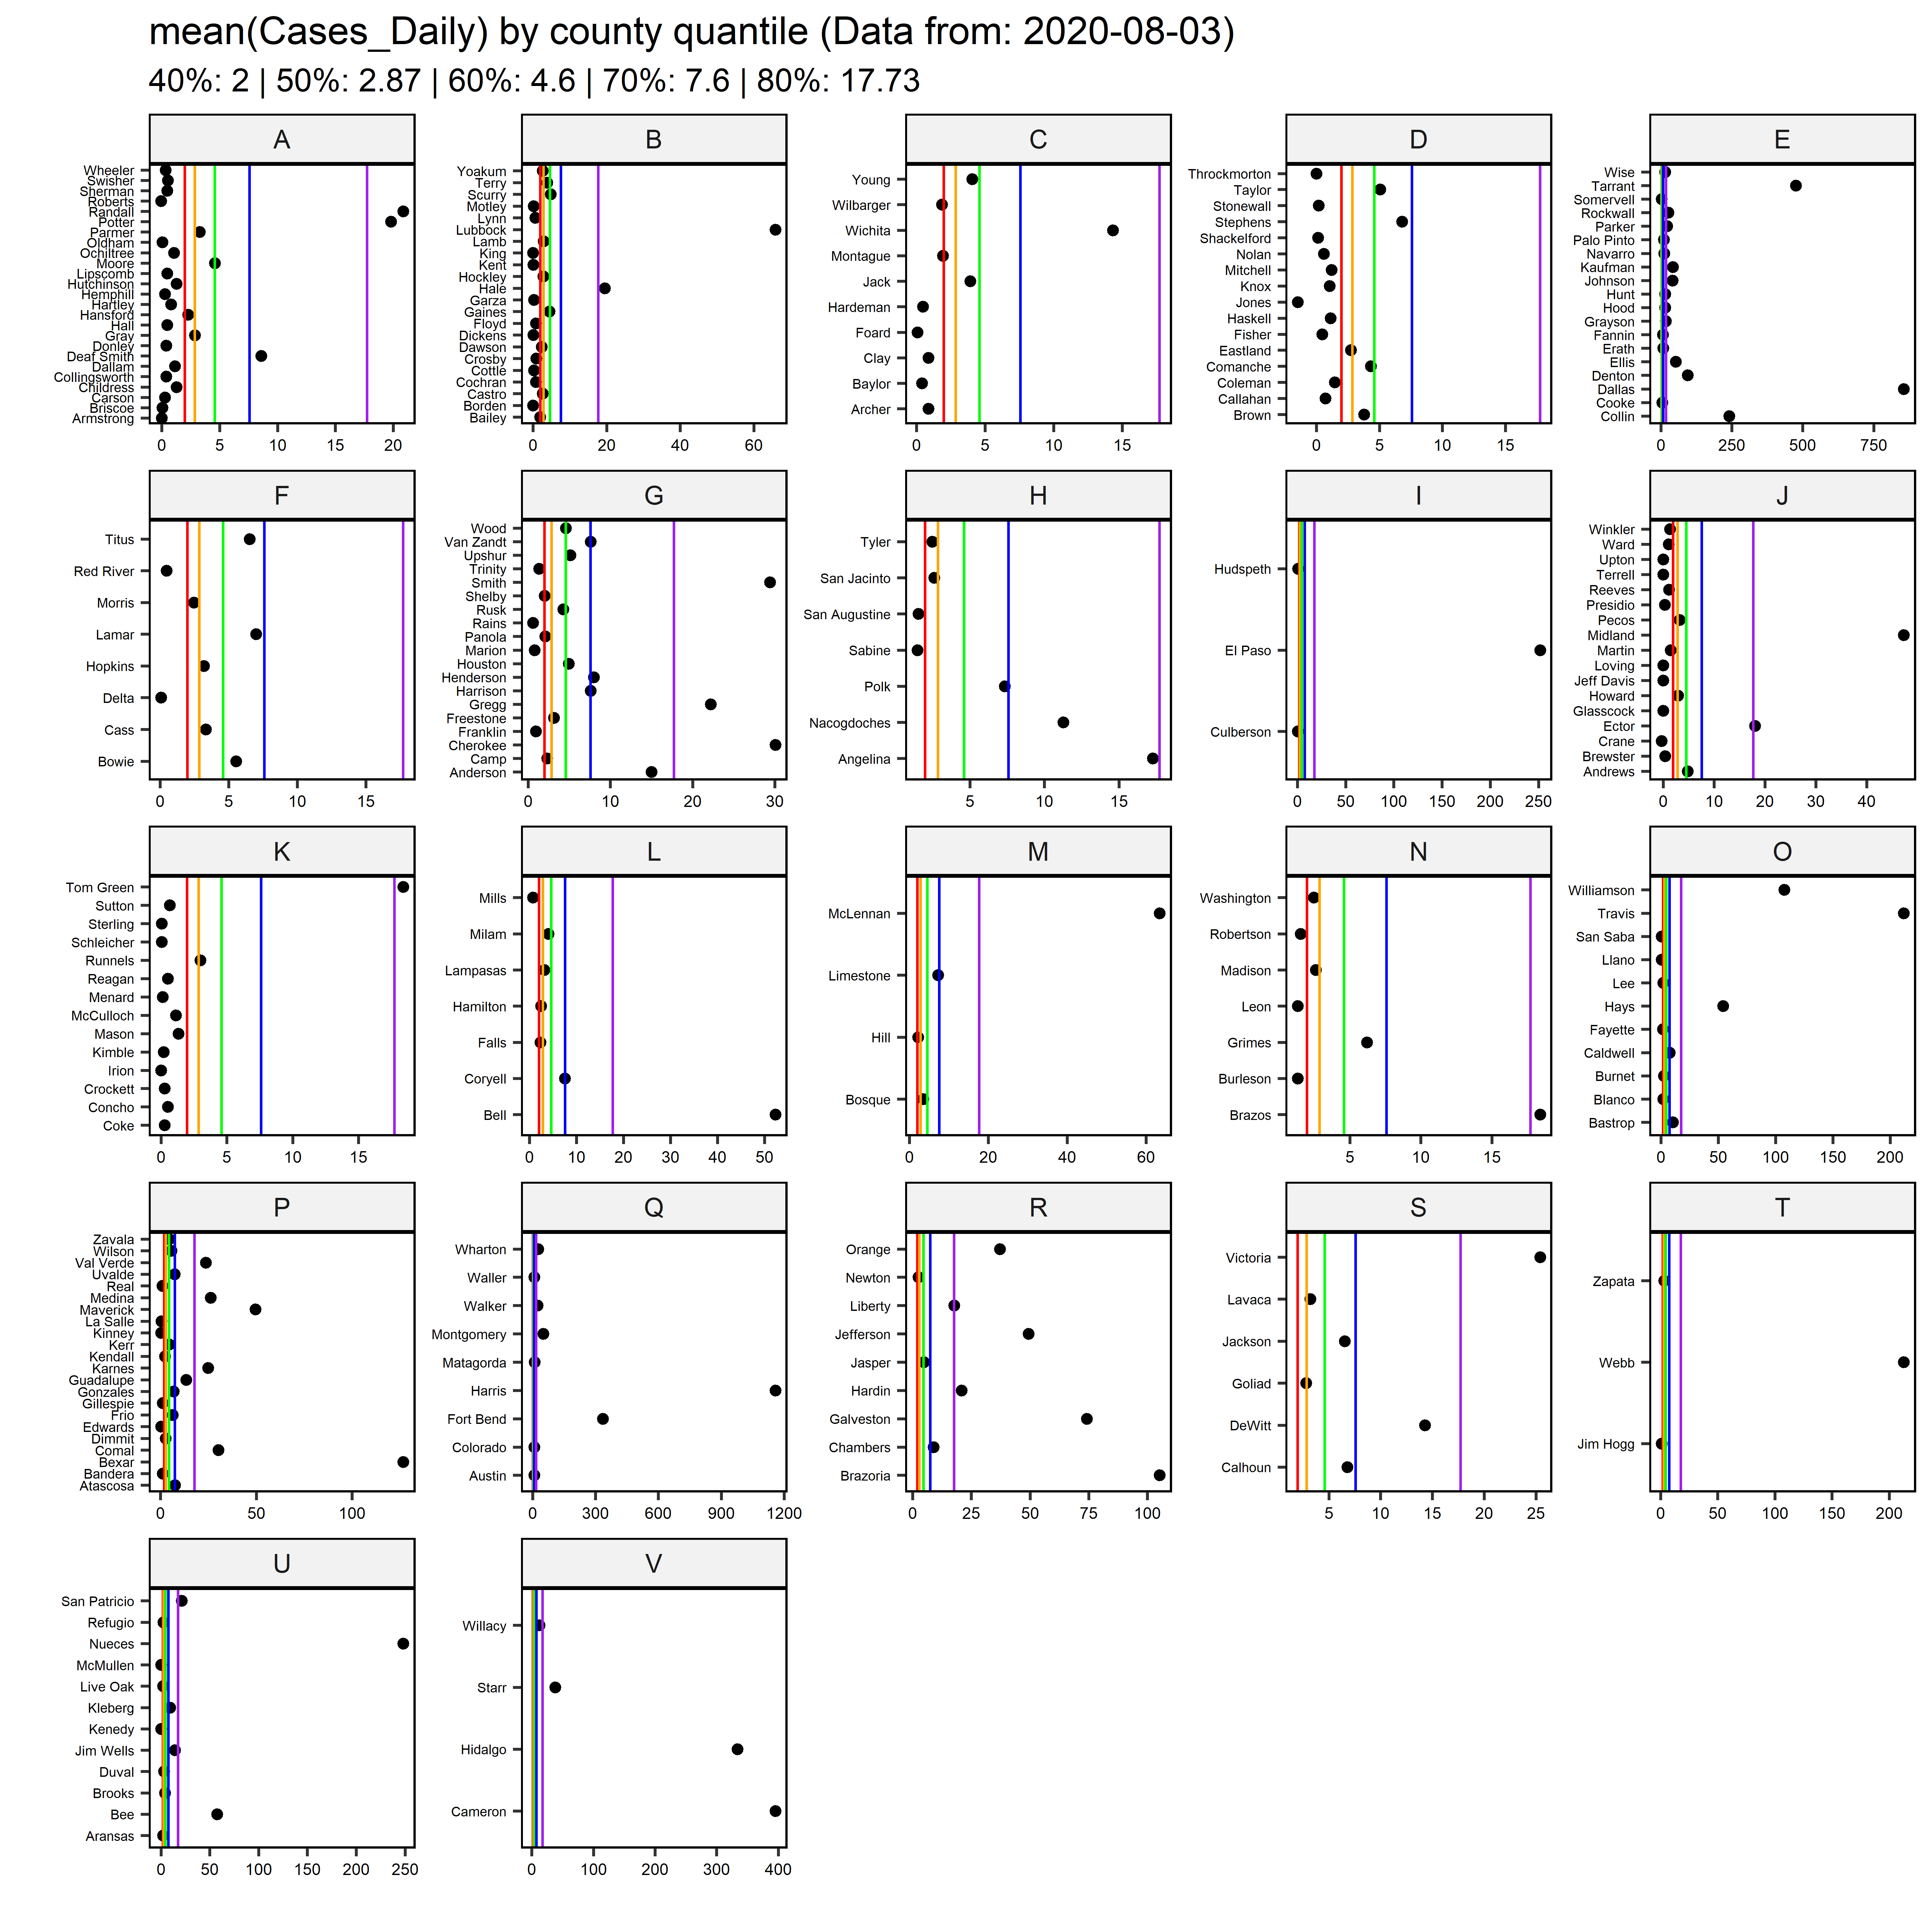 mean(Cases_Daily) by county quantile (Data from: 2020-08-03)
40%: 2 | 50%: 2.87 | 60%: 4.6 | 70%: 7.6 | 80%: 17.73
A
Wheeler
Swisher
Sherman
Roberts
Randall
Potter
Parmer
Oldham
Ochiltree
Moore
Lipscomb
Hutchinson
Hemphill
Hartley
Hansford
Hall
Gray
Donley
Deaf Smith
Dallam
Collingsworth
Childress
Carson
Briscoe
Armstrong
0 5 10 15 20
B
Yoakum
Terry
Scurry
Motley
Lynn
Lubbock
Lamb
King
Kent
Hockley
Hale
Garza
Gaines
Floyd
Dickens
Dawson
Crosby
Cottle
Cochran
Castro
Borden
Bailey
0 20 40 60
C
Young
Wilbarger
Wichita
Montague
Jack
Hardeman
Foard
Clay
Baylor
Archer
0 5 10 15
D
Throckmorton
Taylor
Stonewall
Stephens
Shackelford
Nolan
Mitchell
Knox
Jones
Haskell
Fisher
Eastland
Comanche
Coleman
Callahan
Brown
0 5 10 15
E
Wise
Tarrant
Somervell
Rockwall
Parker
Palo Pinto
Navarro
Kaufman
Johnson
Hunt
Hood
Grayson
Fannin
Erath
Ellis
Denton
Dallas
Cooke
Collin
0 250 500 750
F
Titus
Red River
Morris
Lamar
Hopkins
Delta
Cass
Bowie
0 5 10 15
G
Wood
Van Zandt
Upshur
Trinity
Smith
Shelby
Rusk
Rains
Panola
Marion
Houston
Henderson
Harrison
Gregg
Freestone
Franklin
Cherokee
Camp
Anderson
0 10 20 30
H
Tyler
San Jacinto
San Augustine
Sabine
Polk
Nacogdoches
Angelina
5 10 15
I
Hudspeth
El Paso
Culberson
0 50 100 150 200 250
J
Winkler
Ward
Upton
Terrell
Reeves
Presidio
Pecos
Midland
Martin
Loving
Jeff Davis
Howard
Glasscock
Ector
Crane
Brewster
Andrews
0 10 20 30 40
K
Tom Green
Sutton
Sterling
Schleicher
Runnels
Reagan
Menard
McCulloch
Mason
Kimble
Irion
Crockett
Concho
Coke
0 5 10 15
L
Mills
Milam
Lampasas
Hamilton
Falls
Coryell
Bell
0 10 20 30 40 50
M
McLennan
Limestone
Hill
Bosque
0 20 40 60
N
Washington
Robertson
Madison
Leon
Grimes
Burleson
Brazos
5 10 15
O
Williamson
Travis
San Saba
Llano
Lee
Hays
Fayette
Caldwell
Burnet
Blanco
Bastrop
0 50 100 150 200
P
Zavala
Wilson
Val Verde
Uvalde
Real
Medina
Maverick
La Salle
Kinney
Kerr
Kendall
Karnes
Guadalupe
Gonzales
Gillespie
Frio
Edwards
Dimmit
Comal
Bexar
Bandera
Atascosa
0 50 100
Q
Wharton
Waller
Walker
Montgomery
Matagorda
Harris
Fort Bend
Colorado
Austin
0 300 600 900 1200
R
Orange
Newton
Liberty
Jefferson
Jasper
Hardin
Galveston
Chambers
Brazoria
0 25 50 75 100
S
Victoria
Lavaca
Jackson
Goliad
DeWitt
Calhoun
5 10 15 20 25
T
Zapata
Webb
Jim Hogg
0 50 100 150 200
U
San Patricio
Refugio
Nueces
McMullen
Live Oak
Kleberg
Kenedy
Jim Wells
Duval
Brooks
Bee
Aransas
0 50 100 150 200 250
V
Willacy
Starr
Hidalgo
Cameron
0 100 200 300 400